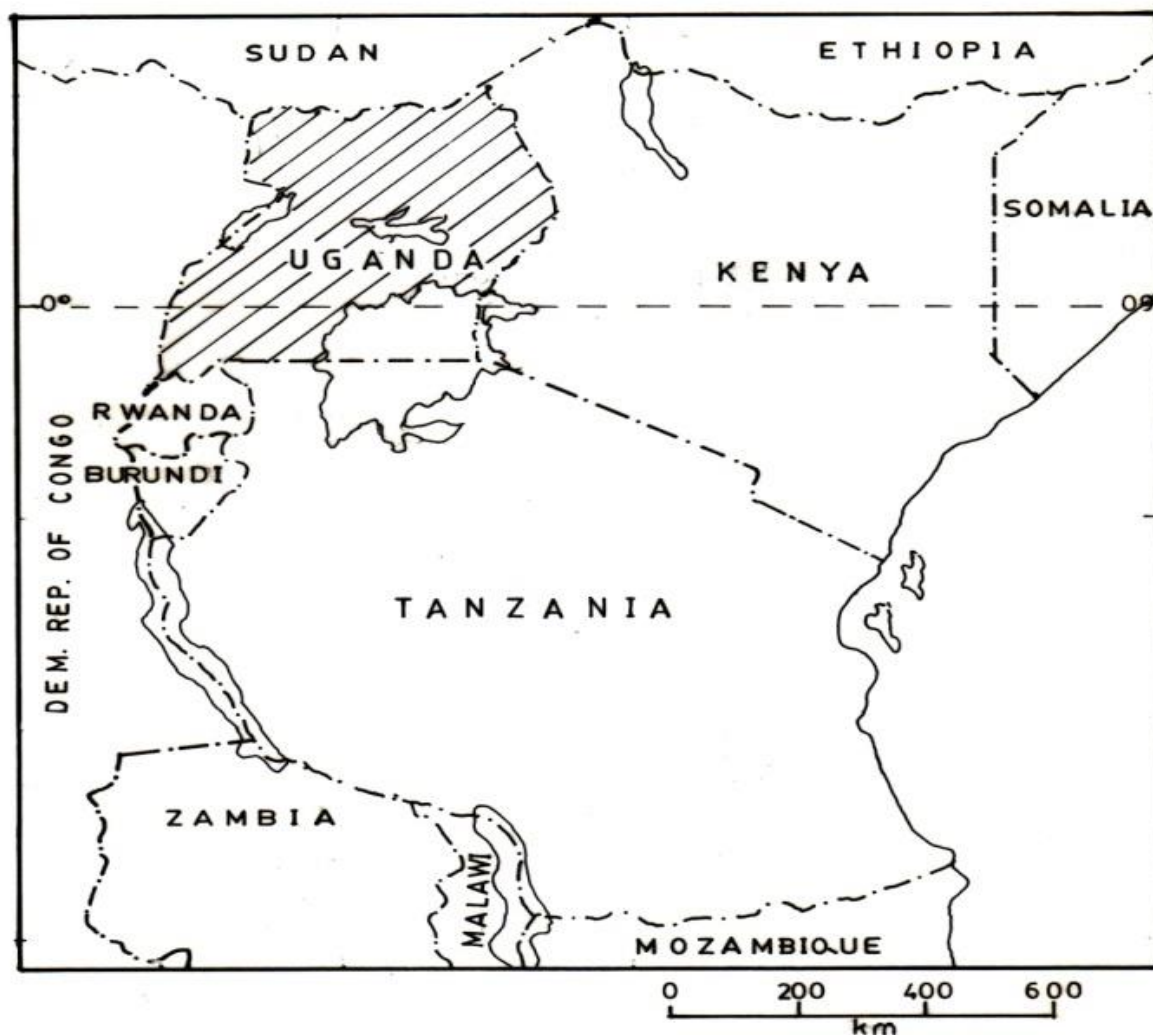 SUDAN
ETHIOPIA
SOMALIA
UGANDA
KENYA
0°
0°
RWANDA
BURUNDI
DEM. REP. OF CONGO
TANZANIA
ZAMBIA
MALAWI
MOZAMBIQUE
0 200 400 600
km